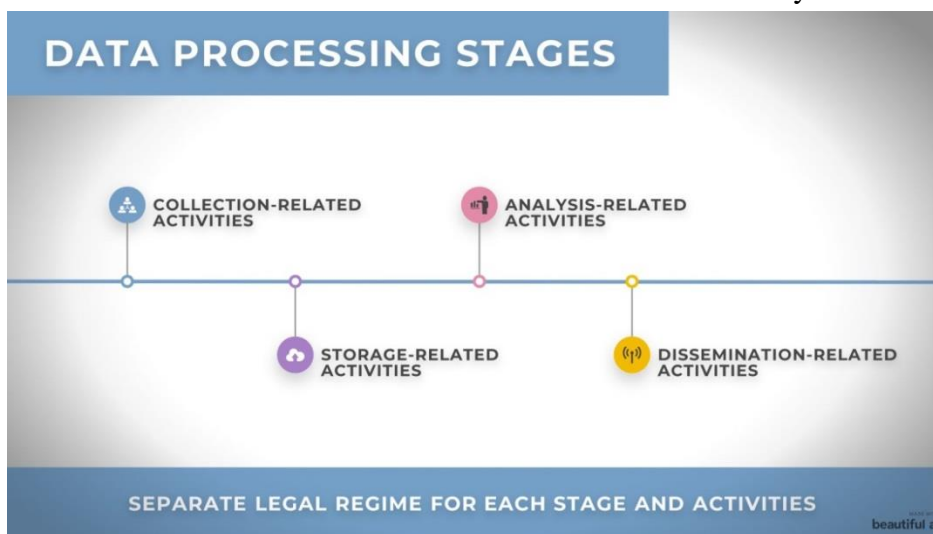 DATA PROCESSING STAGES
COLLECTION-RELATED
ACTIVITIES
ANALYSIS-RELATED
ACTIVITIES
STORAGE-RELATED
ACTIVITIES
DISSEMINATION-RELATED
ACTIVITIES
SEPARATE LEGAL REGIME FOR EACH STAGE AND ACTIVITIES
beautiful a